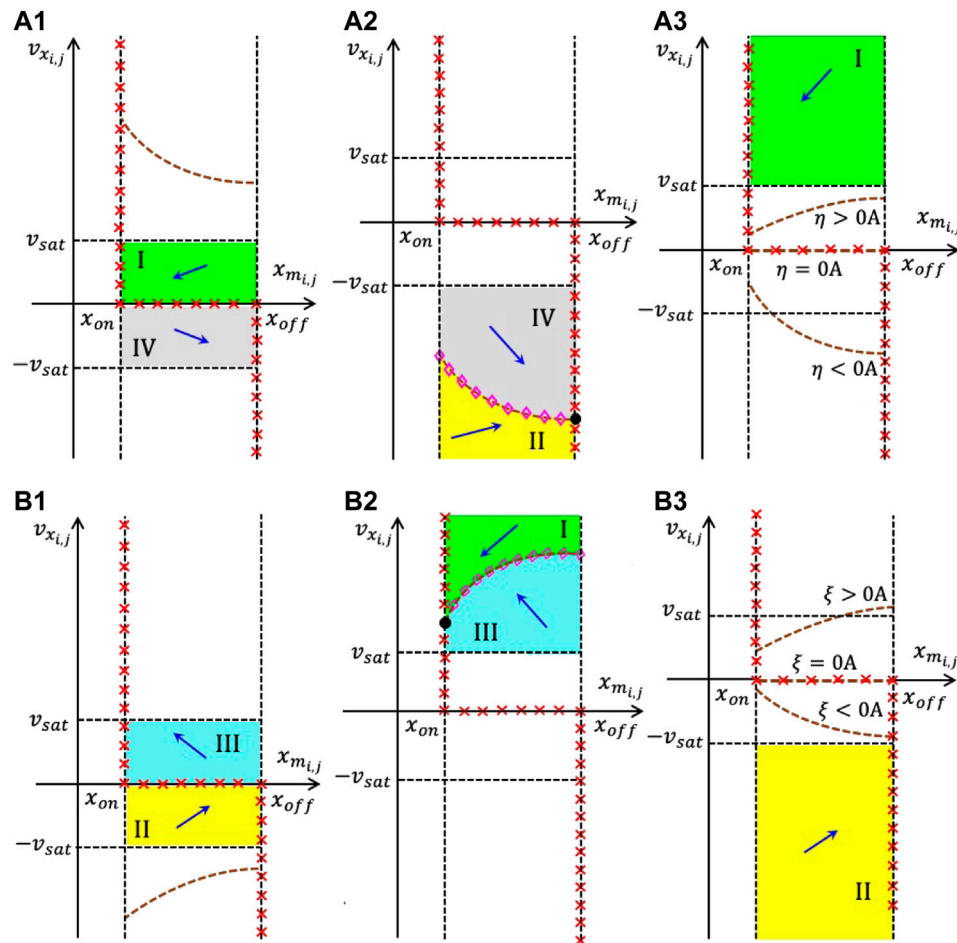 A1
A2
A3
v_{x_{i,j}}
v_{x_{i,j}}
v_{x_{i,j}}
I
v_{sat}
v_{sat}
v_{sat}
I
x_{m_{i,j}}
x_{m_{i,j}}
η > 0A
x_{m_{i,j}}
x_{on}
x_{off}
x_{on}
x_{off}
x_{on}
η = 0A
x_{off}
IV
−v_{sat}
−v_{sat}
IV
−v_{sat}
η < 0A
II
B1
B2
B3
v_{x_{i,j}}
v_{x_{i,j}}
v_{x_{i,j}}
I
ξ > 0A
v_{sat}
III
v_{sat}
III
v_{sat}
x_{m_{i,j}}
x_{m_{i,j}}
ξ = 0A
x_{m_{i,j}}
x_{on}
x_{off}
x_{on}
x_{off}
x_{on}
ξ < 0A
x_{off}
II
−v_{sat}
−v_{sat}
−v_{sat}
II